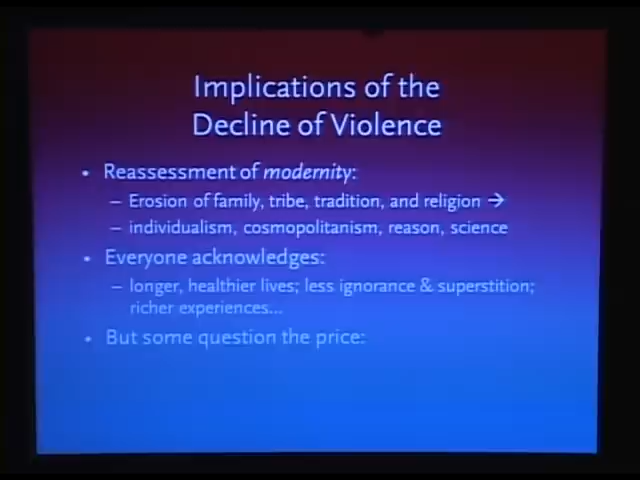 Implications of the
Decline of Violence
• Reassessment of modernity:
– Erosion of family, tribe, tradition, and religion →
– individualism, cosmopolitanism, reason, science
• Everyone acknowledges:
– longer, healthier lives; less ignorance & superstition;
richer experiences...
• But some question the price: